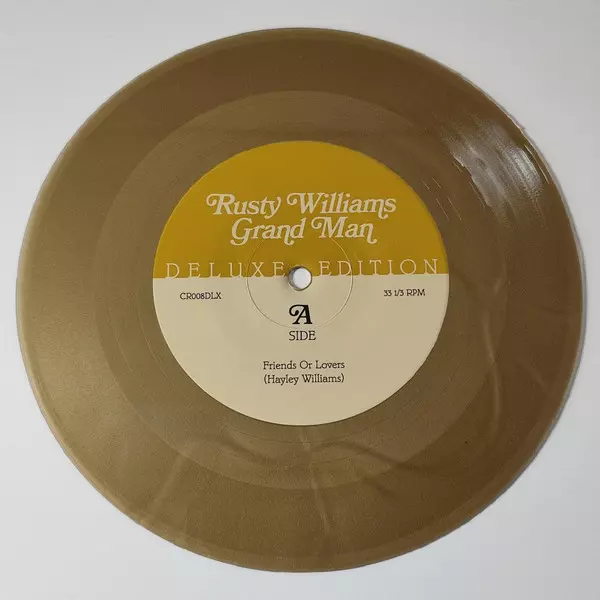 Rusty Williams
Grand Man
DELUXE EDITION
CR008DLX
33 1/3 RPM
A
SIDE
Friends Or Lovers
(Hayley Williams)